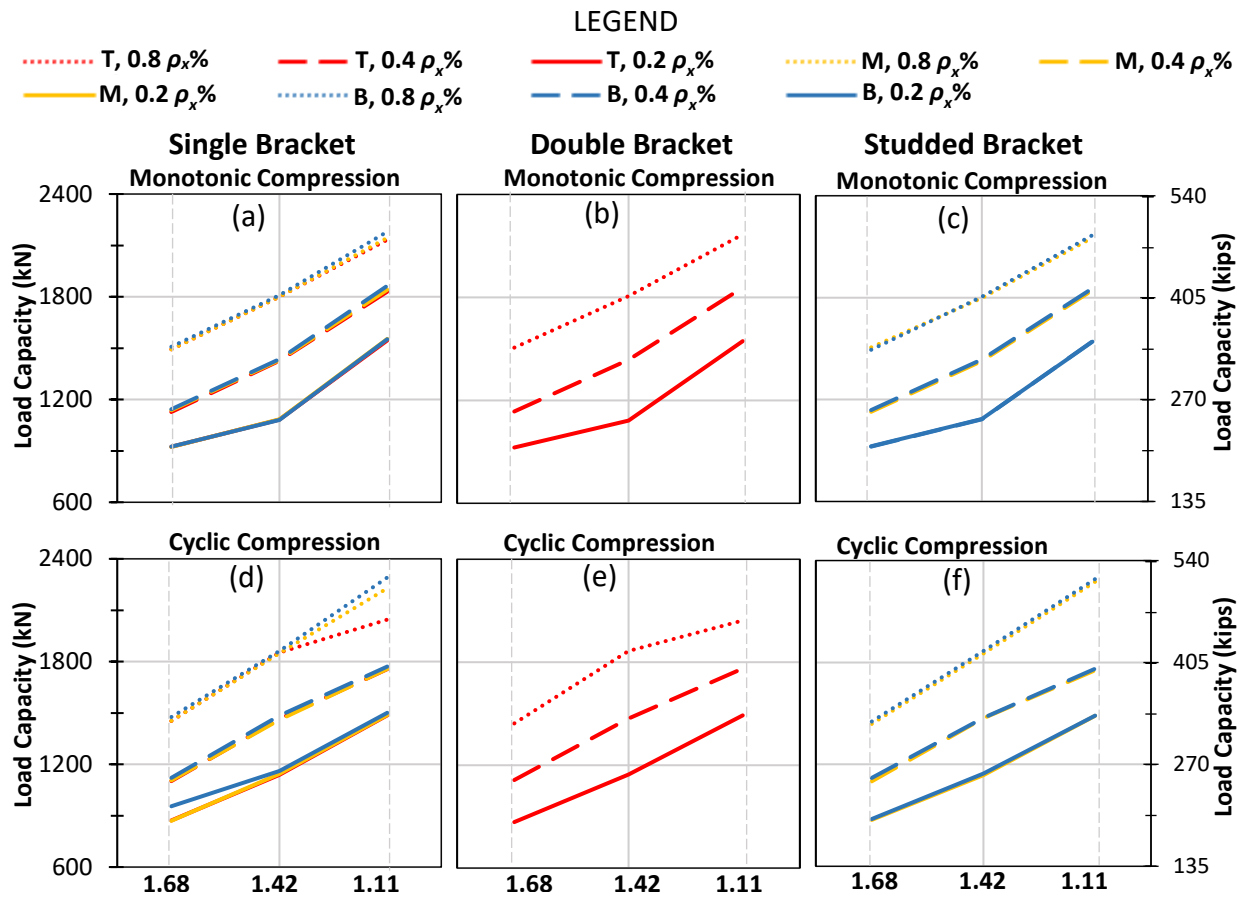 LEGEND
T, 0.8 ρx% T, 0.4 ρx% T, 0.2 ρx% M, 0.8 ρx% M, 0.4 ρx%
M, 0.2 ρx% B, 0.8 ρx% B, 0.4 ρx% B, 0.2 ρx%
Single Bracket Double Bracket Studded Bracket
Monotonic Compression Monotonic Compression Monotonic Compression
(a) (b) (c)
Load Capacity (kN)
2400
1800
1200
600
Load Capacity (kips)
540
405
270
135
Cyclic Compression Cyclic Compression Cyclic Compression
(d) (e) (f)
Load Capacity (kN)
2400
1800
1200
600
Load Capacity (kips)
540
405
270
135
1.68 1.42 1.11 1.68 1.42 1.11 1.68 1.42 1.11